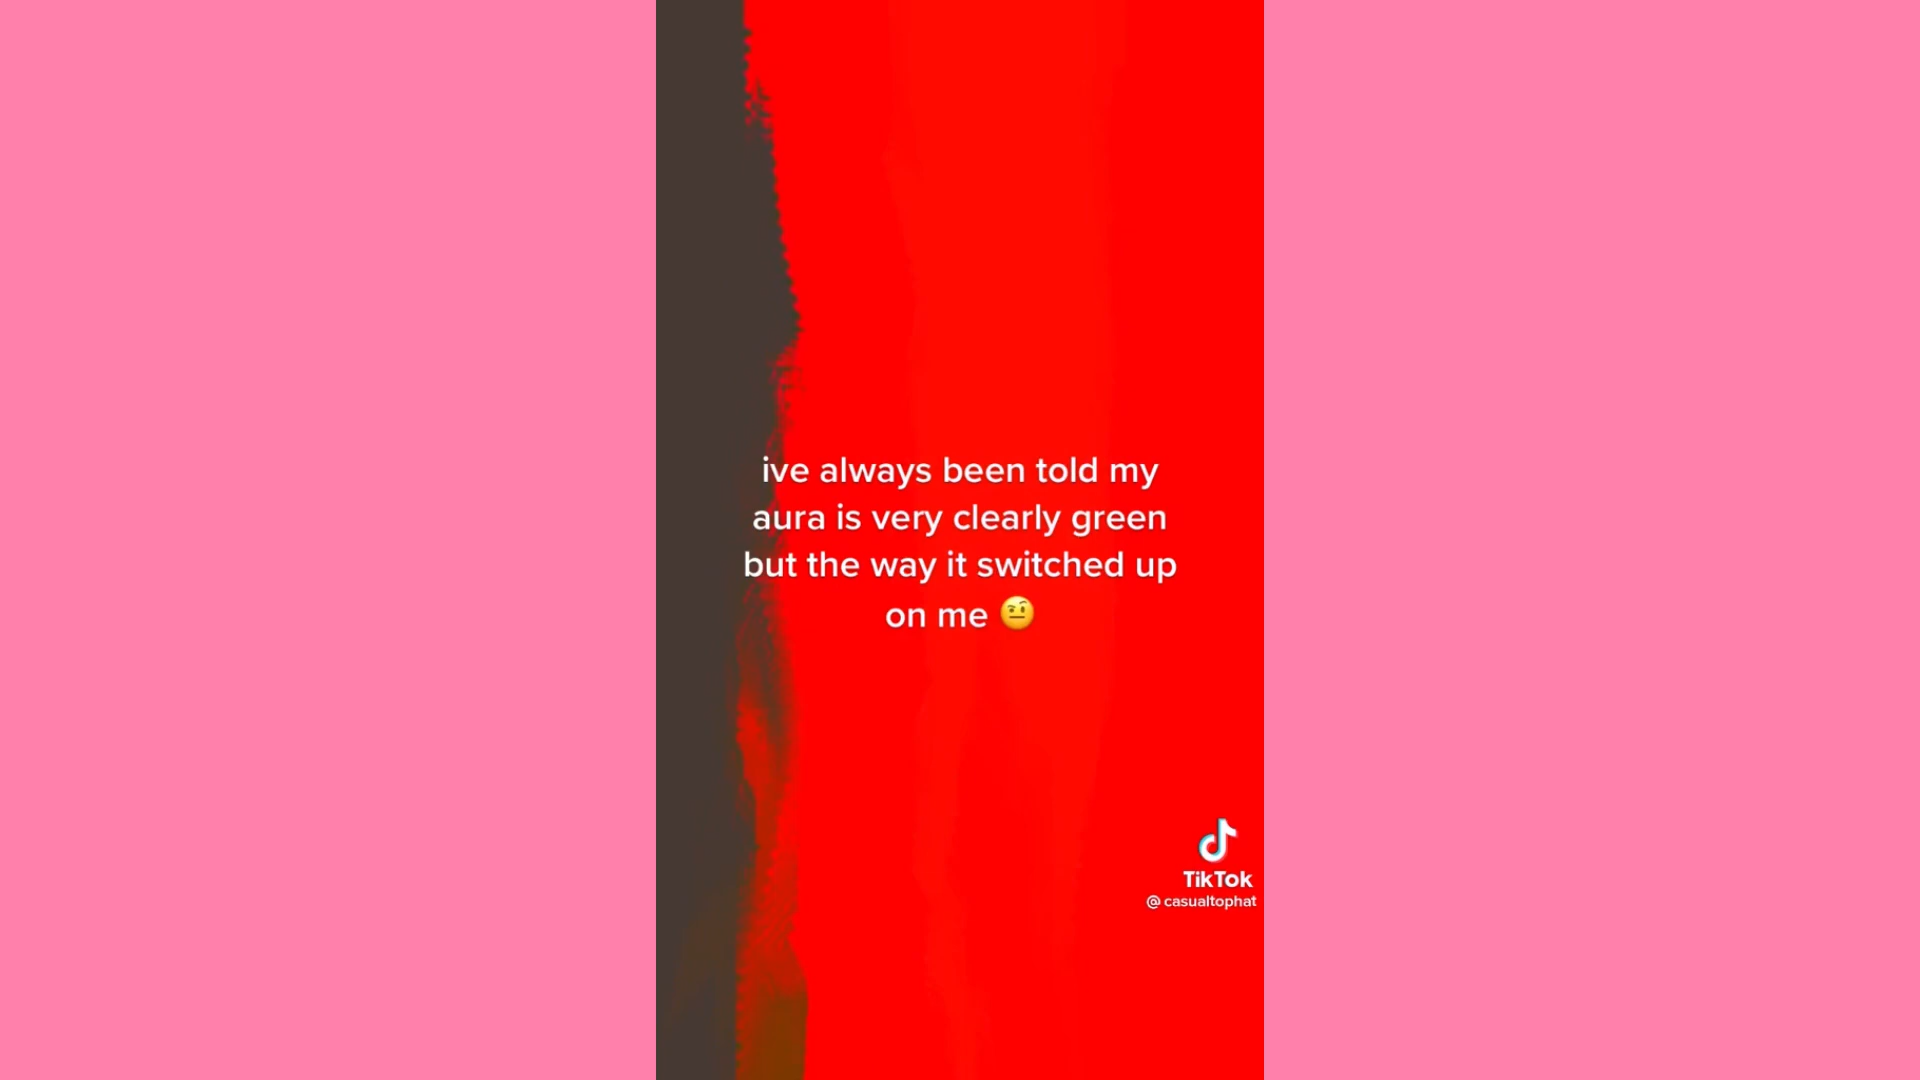 ive always been told my
aura is very clearly green
but the way it switched up
on me 🤨
TikTok
@ casualtophat